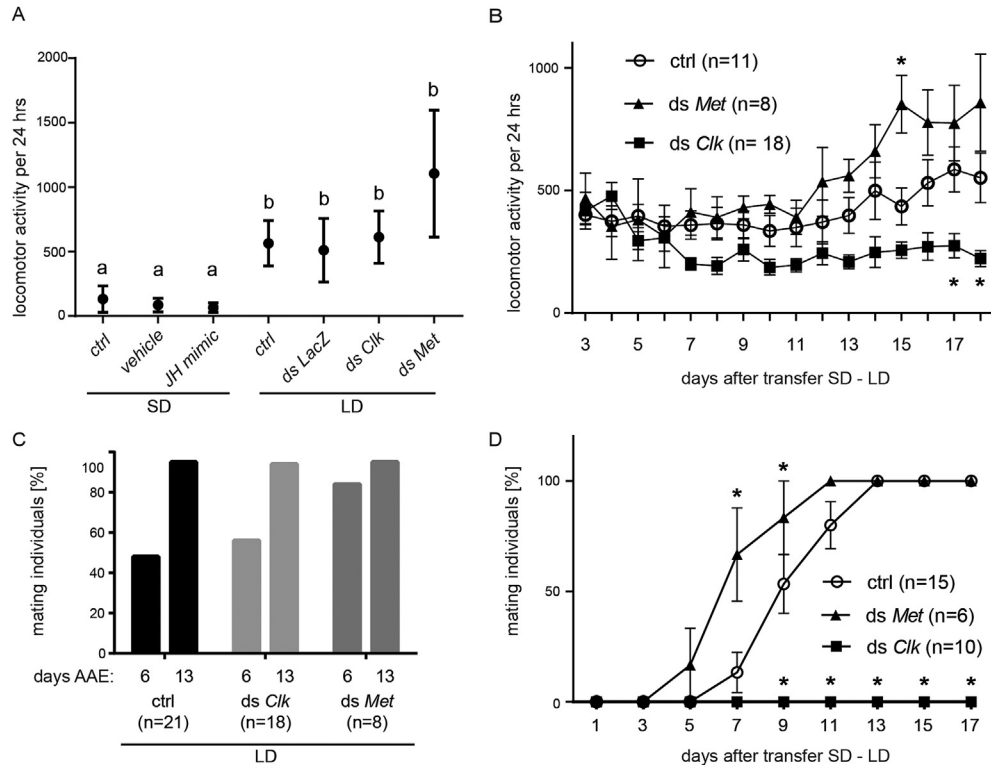 A
locomotor activity per 24 hrs
2000
1500
1000
500
0
a
a
a
b
b
b
b
ctrl
vehicle
JH mimic
ctrl
ds LacZ
ds Clk
ds Met
SD
LD
B
locomotor activity per 24 hrs
1000
500
0
ctrl (n=11)
ds Met (n=8)
ds Clk (n= 18)
*
* *
3 5 7 9 11 13 15 17
days after transfer SD - LD
C
mating individuals [%]
100
80
60
40
20
0
days AAE: 6 13 6 13 6 13
ctrl ds Clk ds Met
(n=21) (n=18) (n=8)
LD
D
mating individuals [%]
100
50
0
* *
ctrl (n=15)
ds Met (n=6)
ds Clk (n=10)
* * * * *
1 3 5 7 9 11 13 15 17
days after transfer SD - LD